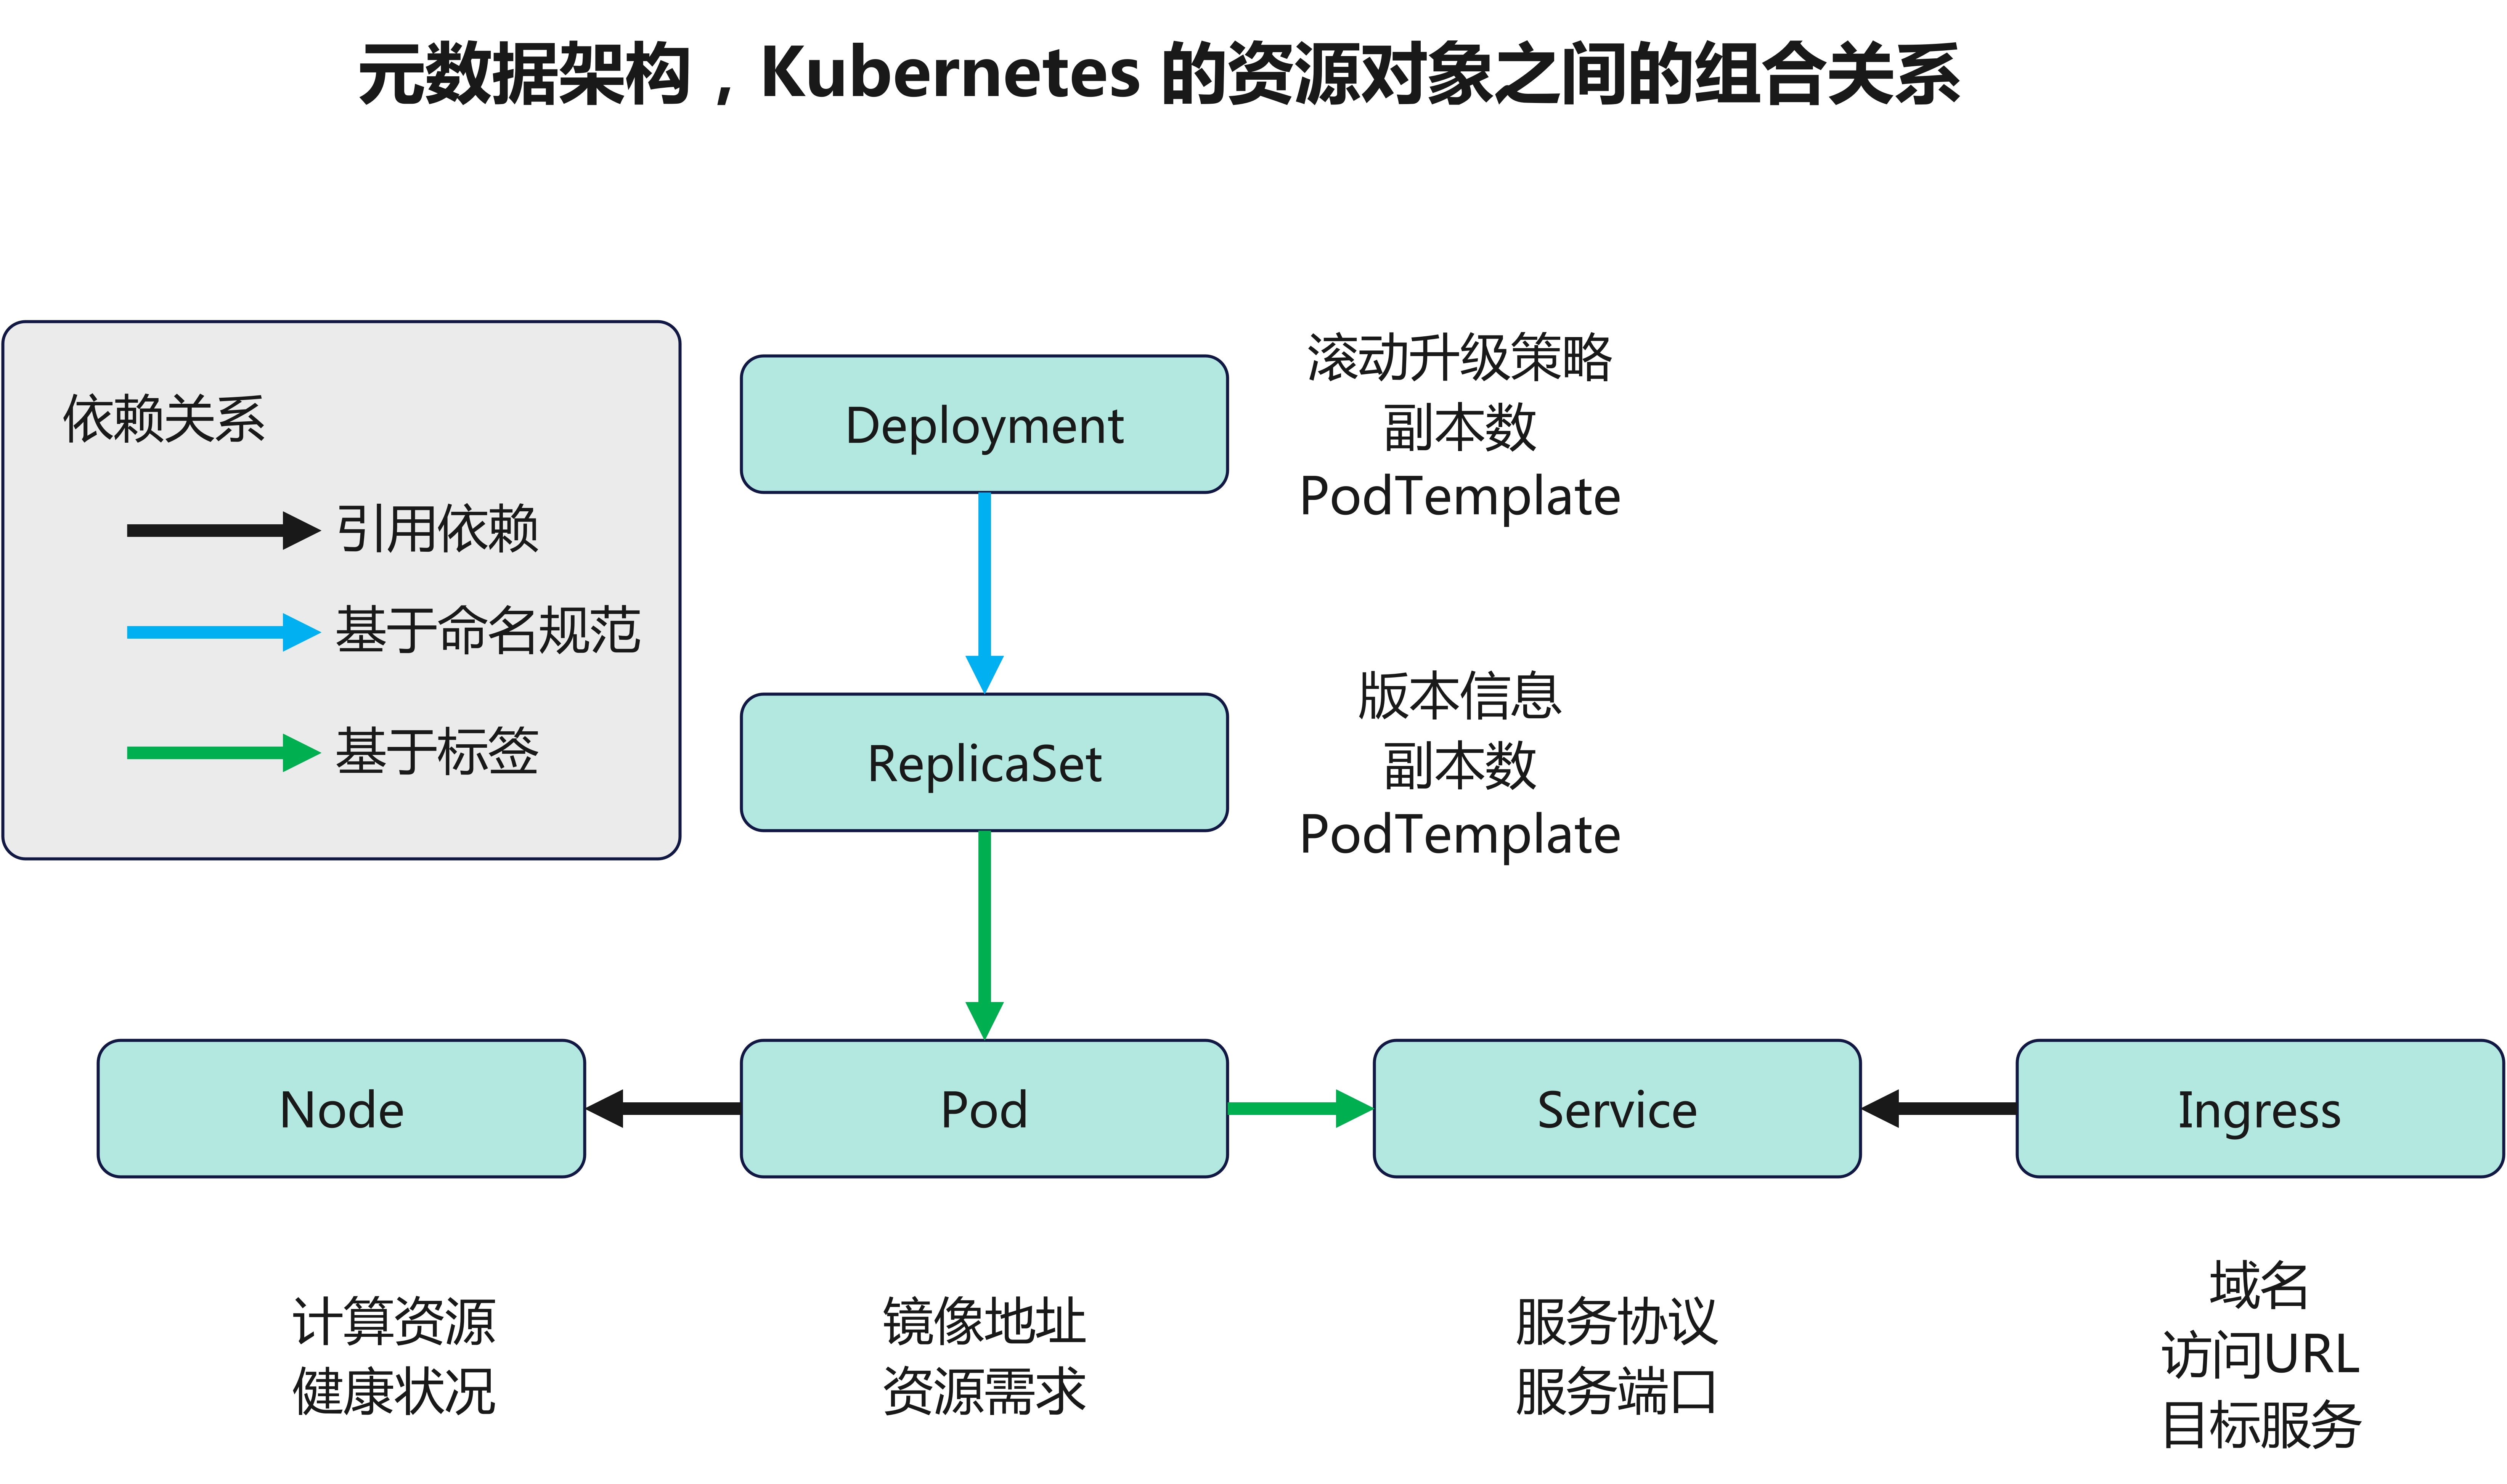 元数据架构，Kubernetes 的资源对象之间的组合关系
依赖关系
引用依赖
基于命名规范
基于标签
Deployment
滚动升级策略
副本数
PodTemplate
ReplicaSet
版本信息
副本数
PodTemplate
Node
Pod
Service
Ingress
计算资源
健康状况
镜像地址
资源需求
服务协议
服务端口
域名
访问URL
目标服务